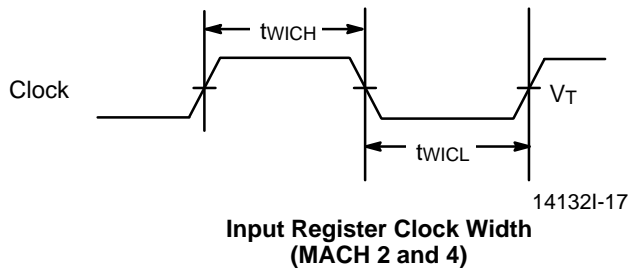 tWICH
Clock
VT
tWICL
14132I-17
Input Register Clock Width
(MACH 2 and 4)